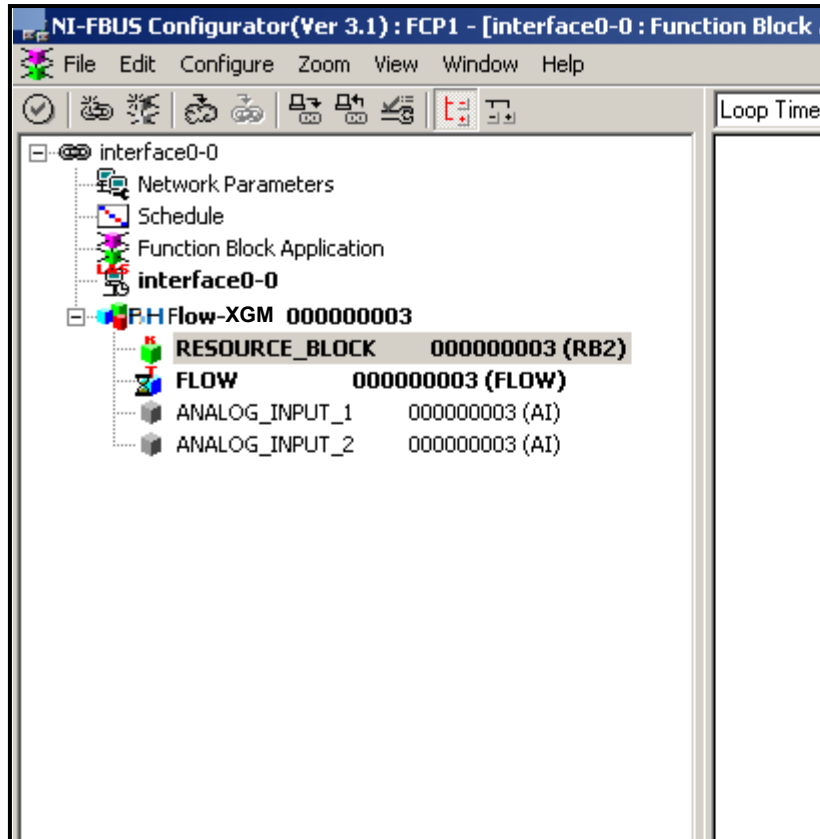 NI-FBUS Configurator(Ver 3.1) : FCP1 - [interface0-0 : Function Block
File Edit Configure Zoom View Window Help
Loop Time
interface0-0
Network Parameters
Schedule
Function Block Application
LAS
interface0-0
Flow-XGM 000000003
RESOURCE_BLOCK 000000003 (RB2)
FLOW 000000003 (FLOW)
ANALOG_INPUT_1 000000003 (AI)
ANALOG_INPUT_2 000000003 (AI)